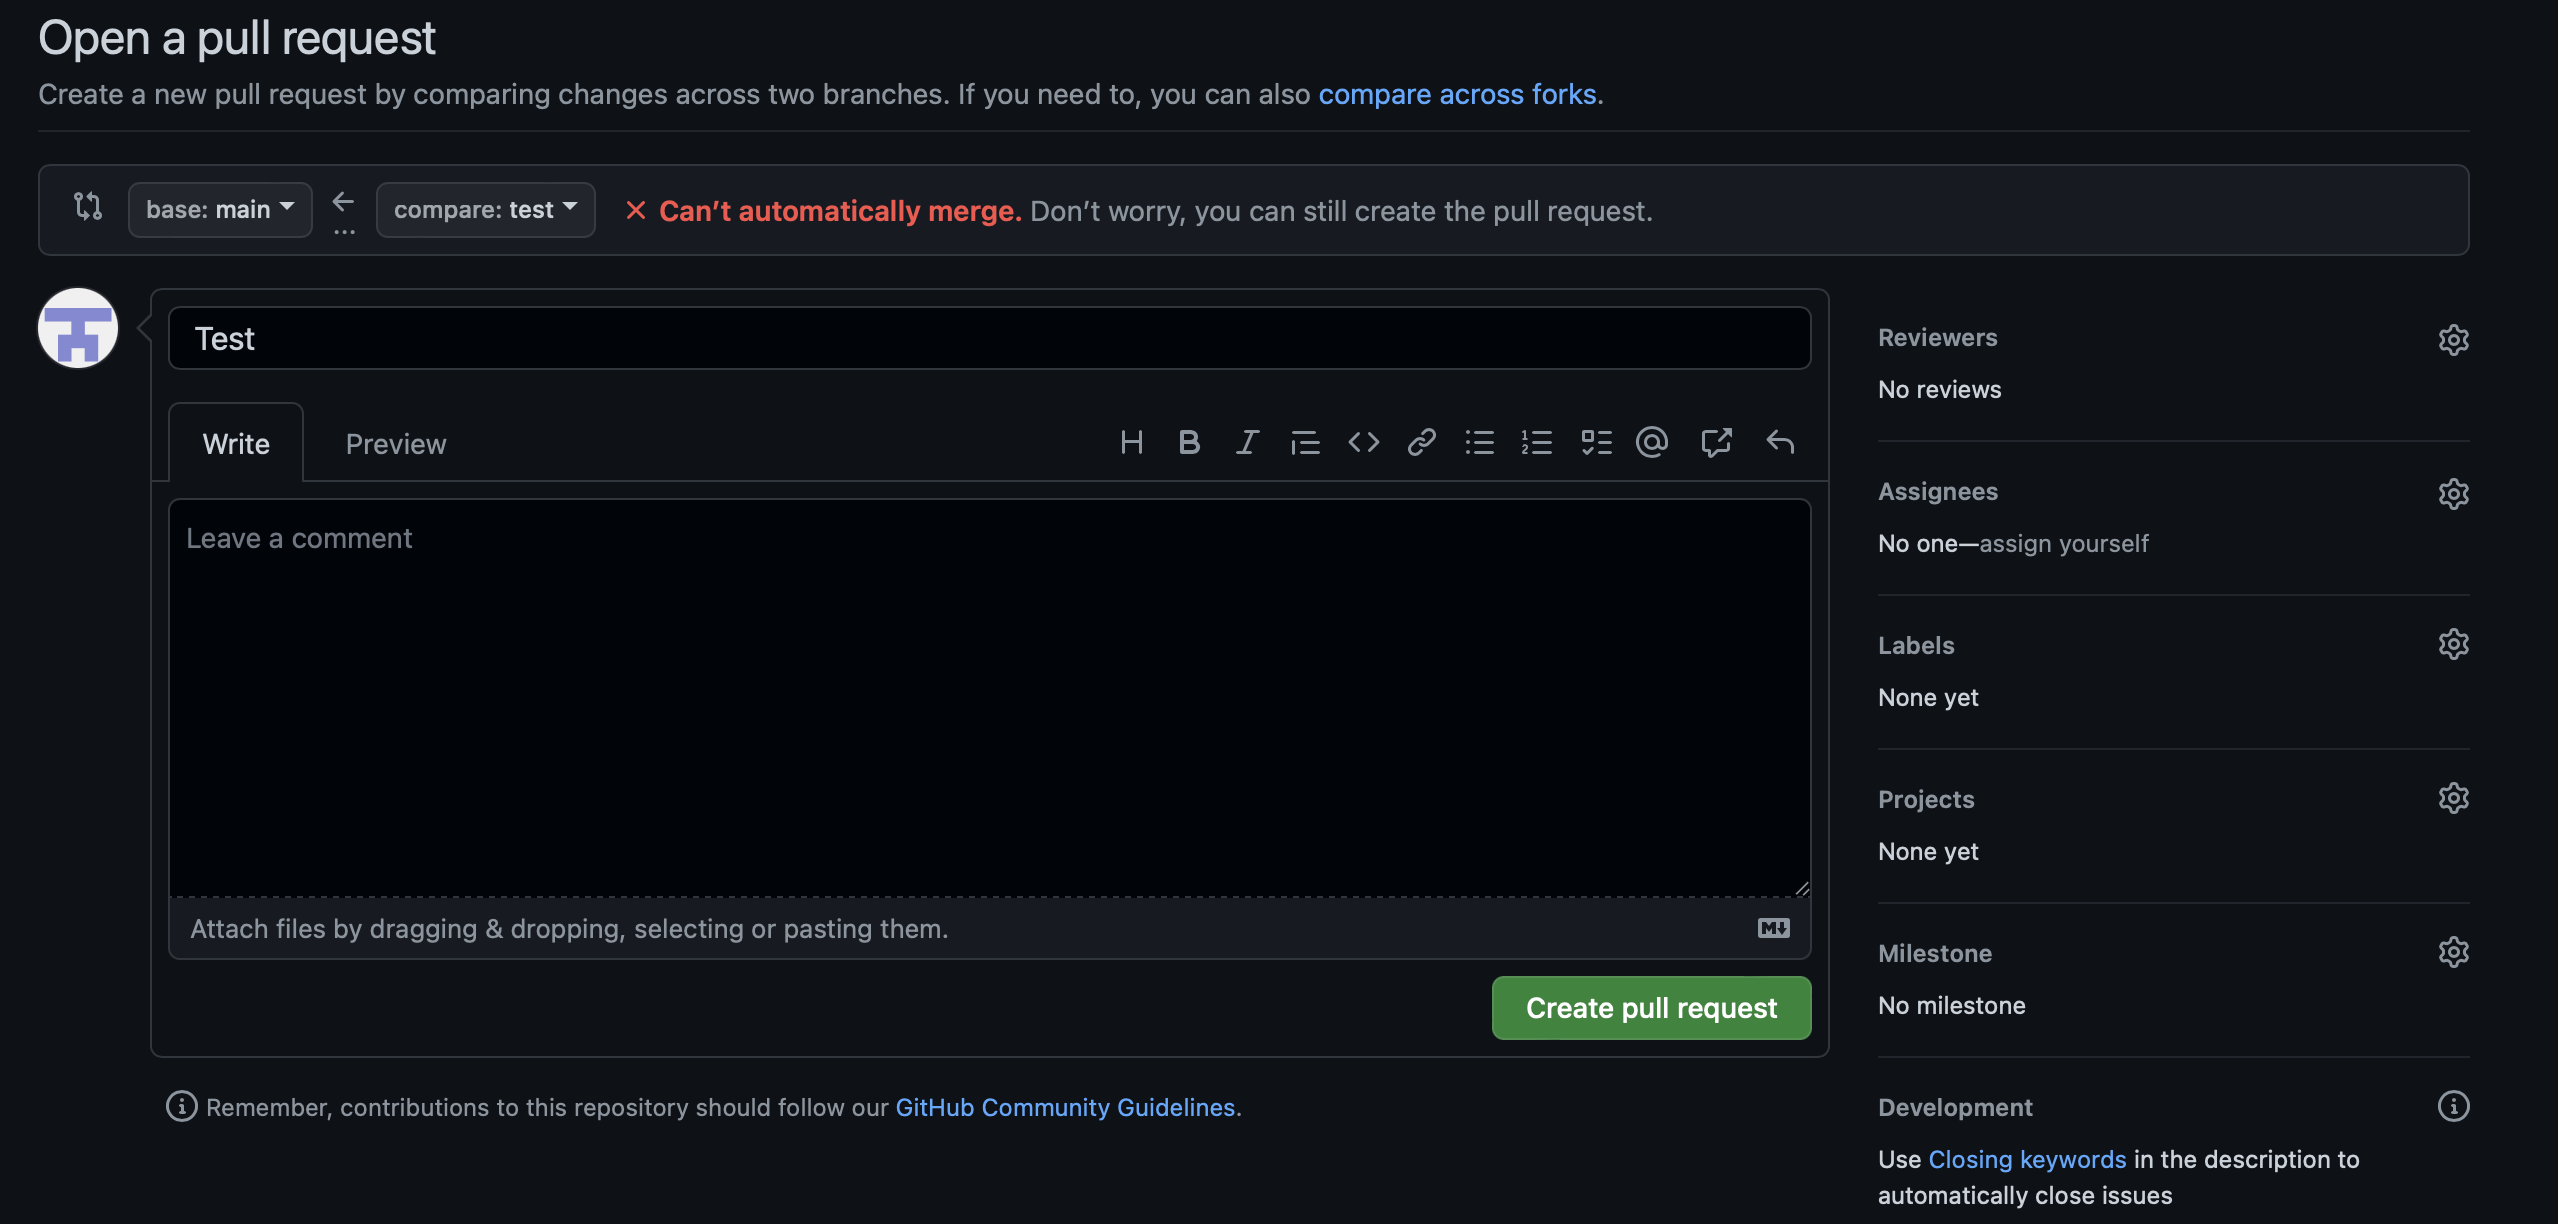 Open a pull request
Create a new pull request by comparing changes across two branches. If you need to, you can also compare across forks.
base: main
...
compare: test
Can’t automatically merge. Don’t worry, you can still create the pull request.
Test
Write
Preview
Leave a comment
Attach files by dragging & dropping, selecting or pasting them.
Create pull request
Remember, contributions to this repository should follow our GitHub Community Guidelines.
Reviewers
No reviews
Assignees
No one—assign yourself
Labels
None yet
Projects
None yet
Milestone
No milestone
Development
Use Closing keywords in the description to
automatically close issues